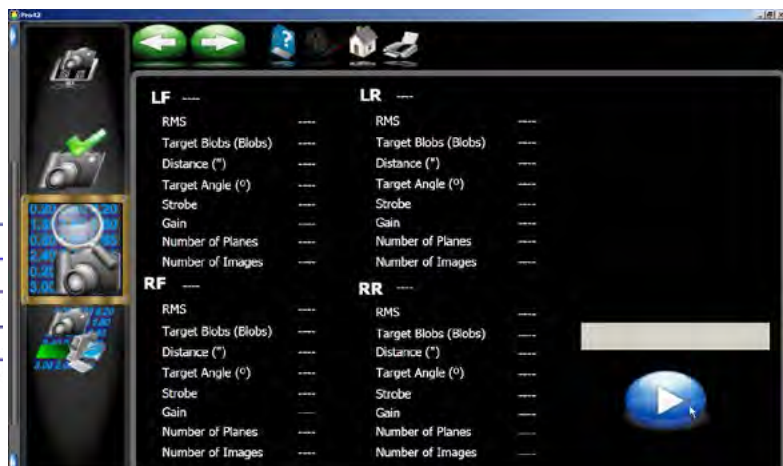 Pro42
LF ----
RMS ----
Target Blobs (Blobs) ----
Distance (") ----
Target Angle (º) ----
Strobe ----
Gain ----
Number of Planes ----
Number of Images ----
LR ----
RMS ----
Target Blobs (Blobs) ----
Distance (") ----
Target Angle (º) ----
Strobe ----
Gain ----
Number of Planes ----
Number of Images ----
RF ----
RMS ----
Target Blobs (Blobs) ----
Distance (") ----
Target Angle (º) ----
Strobe ----
Gain ----
Number of Planes ----
Number of Images ----
RR ----
RMS ----
Target Blobs (Blobs) ----
Distance (") ----
Target Angle (º) ----
Strobe ----
Gain ----
Number of Planes ----
Number of Images ----